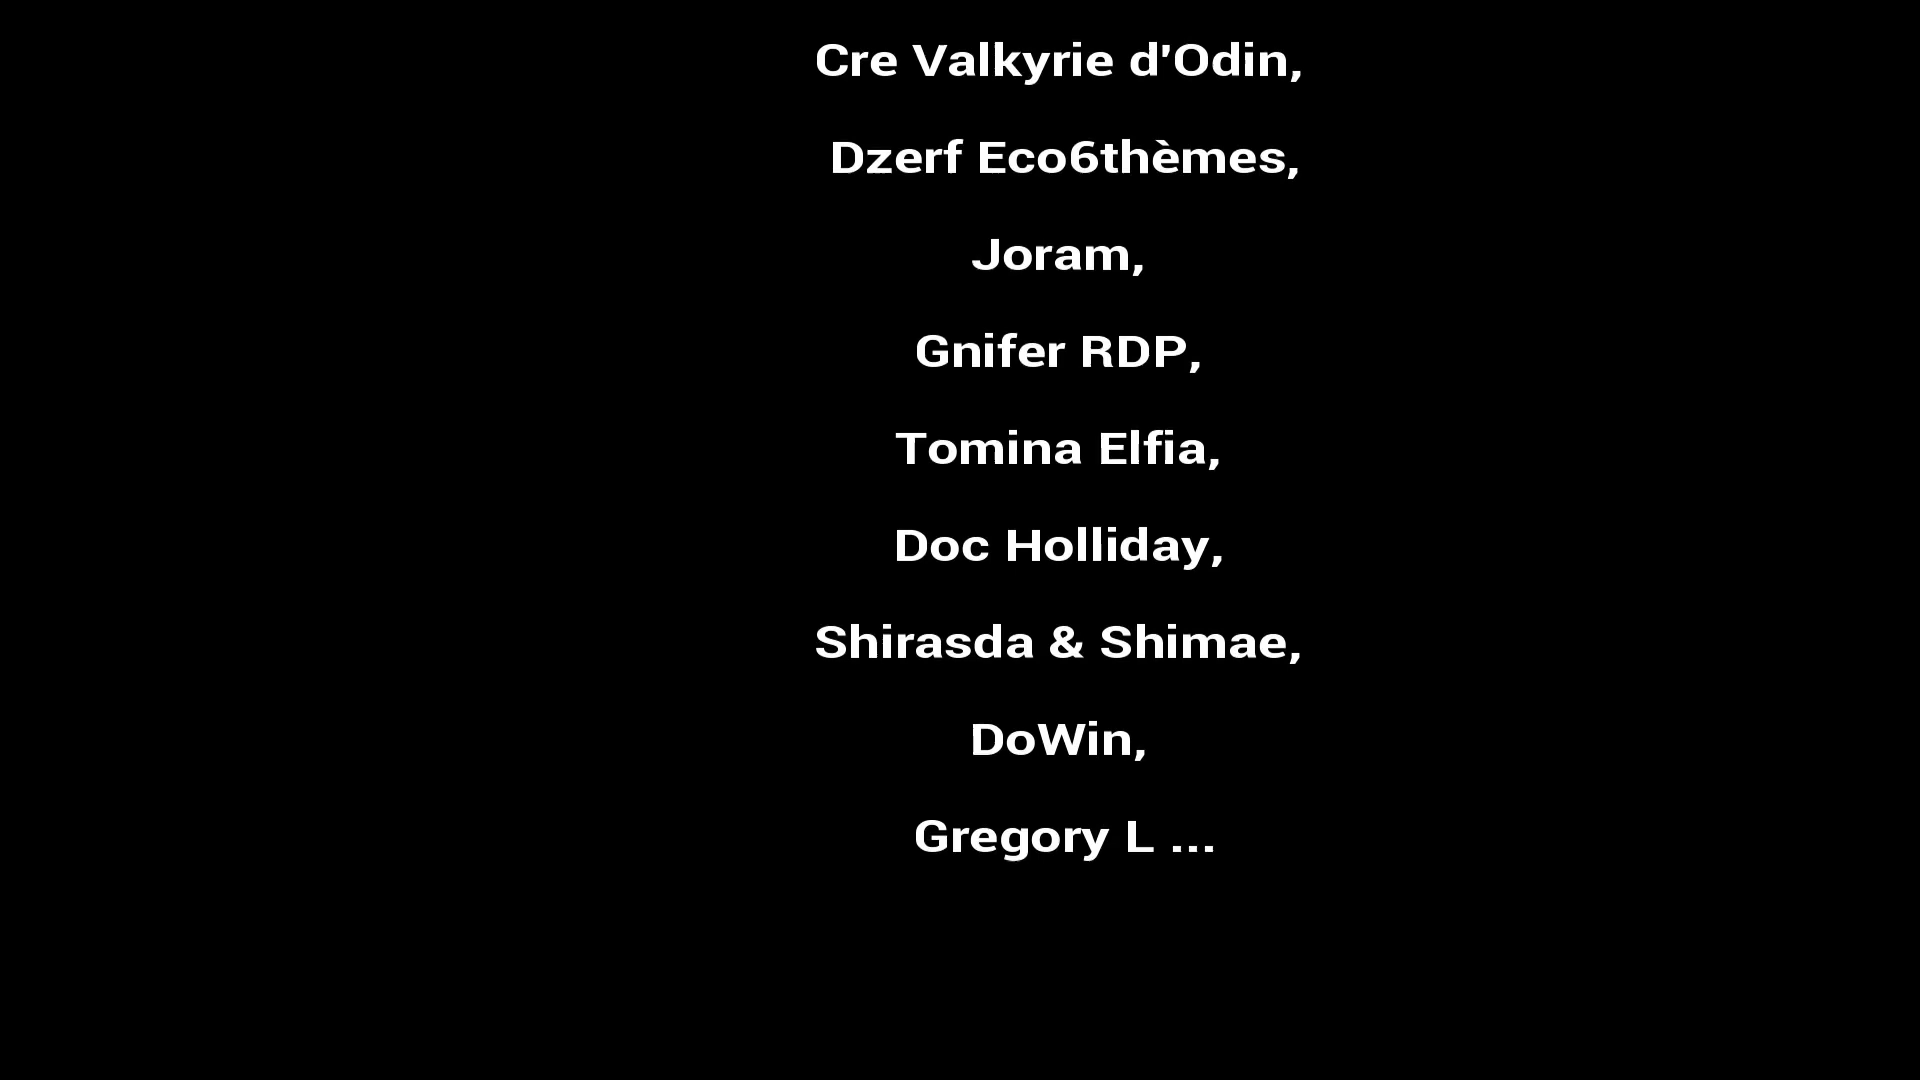 Cre Valkyrie d'Odin,
Dzerf Eco6thèmes,
Joram,
Gnifer RDP,
Tomina Elfia,
Doc Holliday,
Shirasda & Shimae,
DoWin,
Gregory L ...